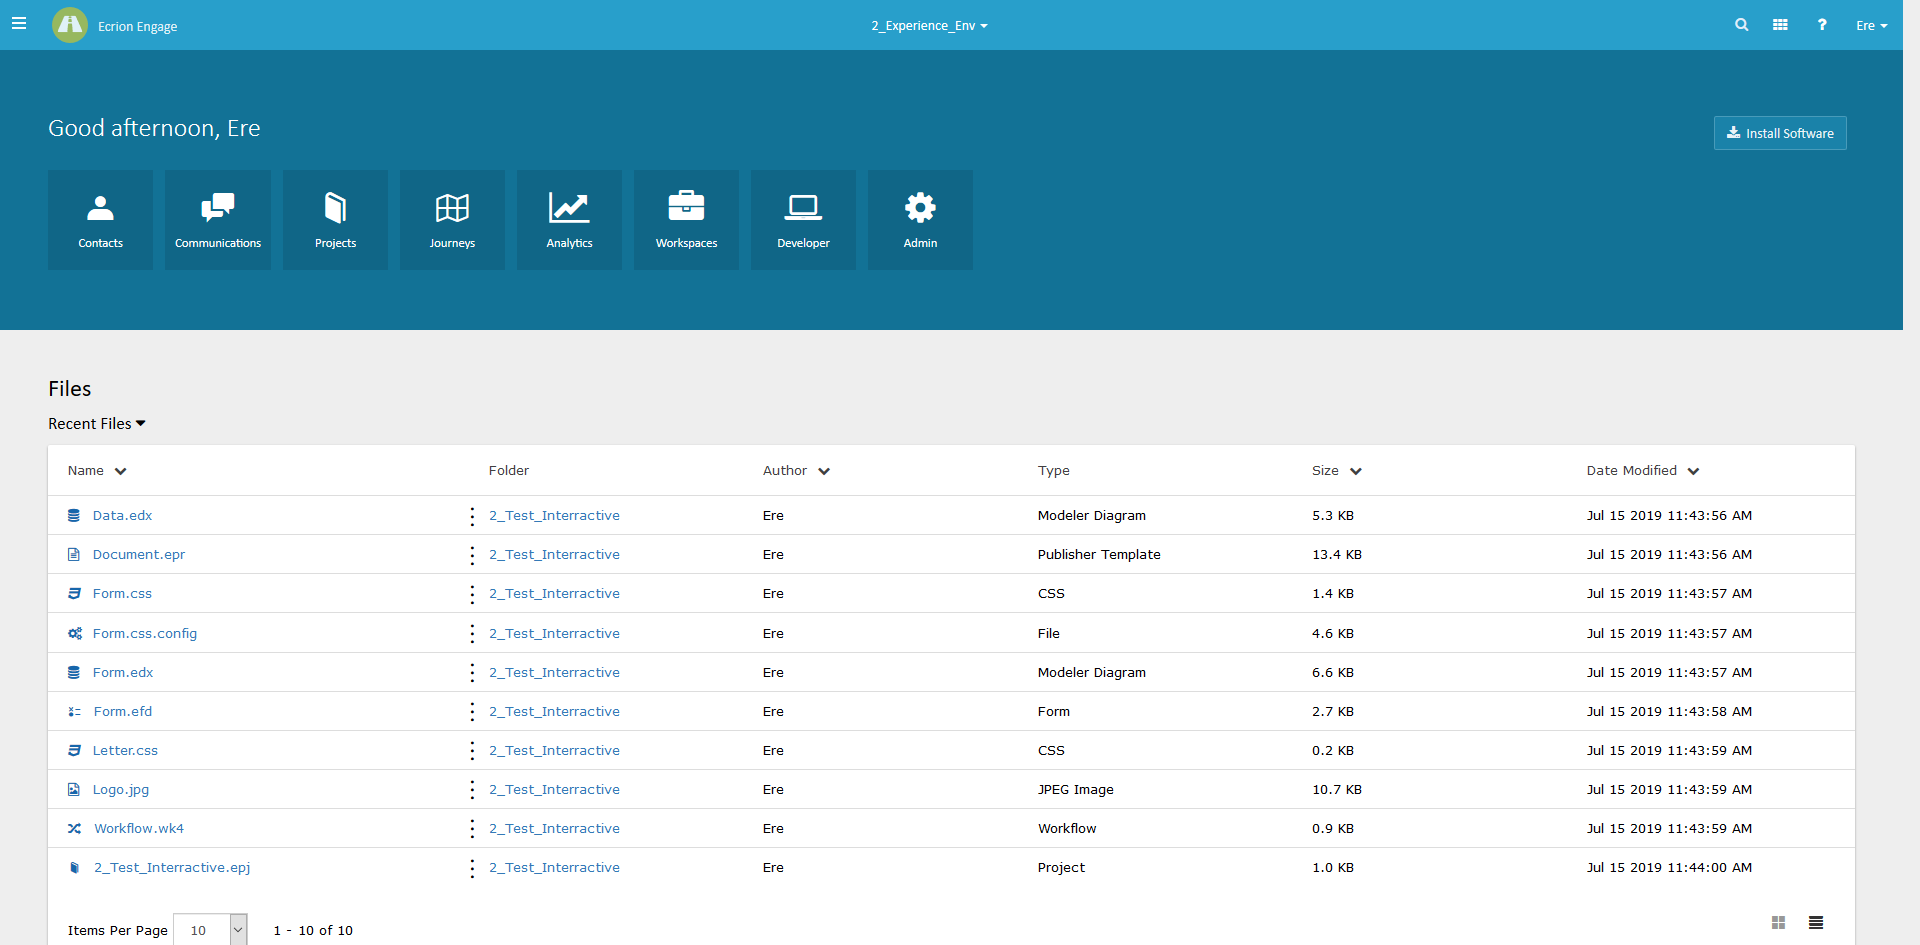 Ecrion Engage 2_Experience_Env ? Ere
Good afternoon, Ere
Install Software
Contacts Communications Projects Journeys Analytics Workspaces Developer Admin
Files
Recent Files
Name Folder Author Type Size Date Modified
Data.edx 2_Test_Interractive Ere Modeler Diagram 5.3 KB Jul 15 2019 11:43:56 AM
Document.epr 2_Test_Interractive Ere Publisher Template 13.4 KB Jul 15 2019 11:43:56 AM
Form.css 2_Test_Interractive Ere CSS 1.4 KB Jul 15 2019 11:43:57 AM
Form.css.config 2_Test_Interractive Ere File 4.6 KB Jul 15 2019 11:43:57 AM
Form.edx 2_Test_Interractive Ere Modeler Diagram 6.6 KB Jul 15 2019 11:43:57 AM
Form.efd 2_Test_Interractive Ere Form 2.7 KB Jul 15 2019 11:43:58 AM
Letter.css 2_Test_Interractive Ere CSS 0.2 KB Jul 15 2019 11:43:59 AM
Logo.jpg 2_Test_Interractive Ere JPEG Image 10.7 KB Jul 15 2019 11:43:59 AM
Workflow.wk4 2_Test_Interractive Ere Workflow 0.9 KB Jul 15 2019 11:43:59 AM
2_Test_Interractive.epj 2_Test_Interractive Ere Project 1.0 KB Jul 15 2019 11:44:00 AM
Items Per Page 10 1 - 10 of 10